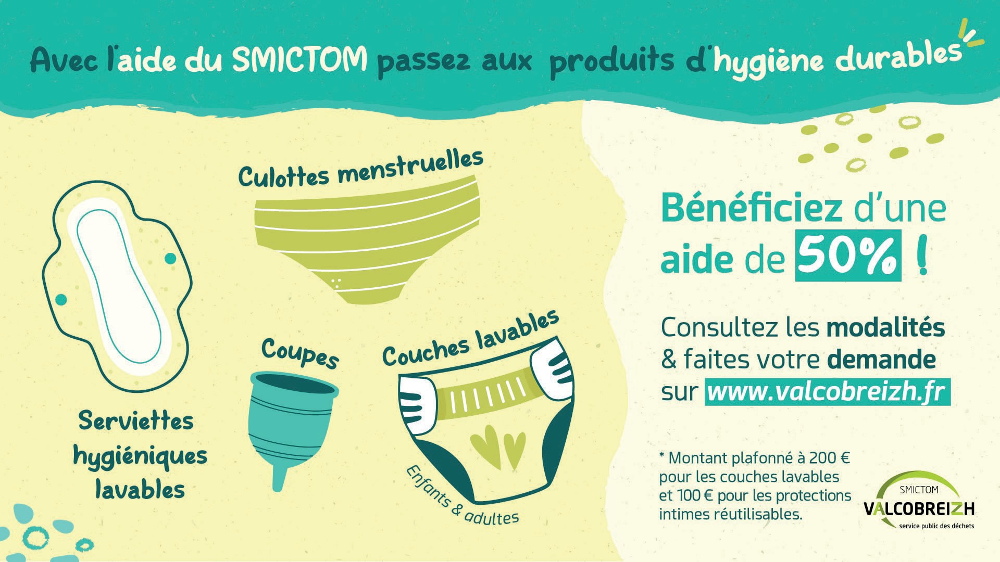 Avec l'aide du SMICTOM passez aux produits d'hygiène durables
Culottes menstruelles
Serviettes
hygiéniques
lavables
Coupes
Couches lavables
Enfants & adultes
Bénéficiez d'une
aide de 50% !
Consultez les modalités
& faites votre demande
sur www.valcobreizh.fr
* Montant plafonné à 200 €
pour les couches lavables
et 100 € pour les protections
intimes réutilisables.
SMICTOM
VALCOBREIZH
service public des déchets